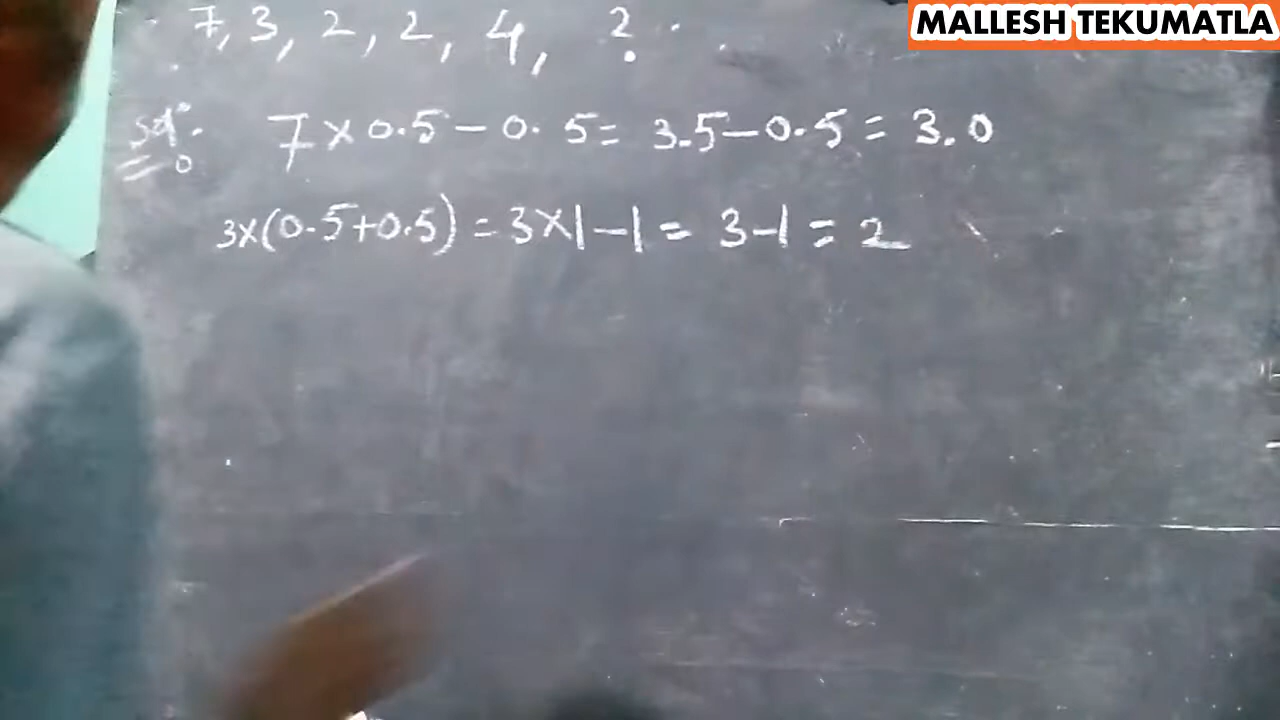 MALLESH TEKUMATLA
7, 3, 2, 2, 4, ?
Sol:
7 × 0.5 - 0.5 = 3.5 - 0.5 = 3.0
3×(0.5+0.5) = 3×1-1 = 3-1 = 2